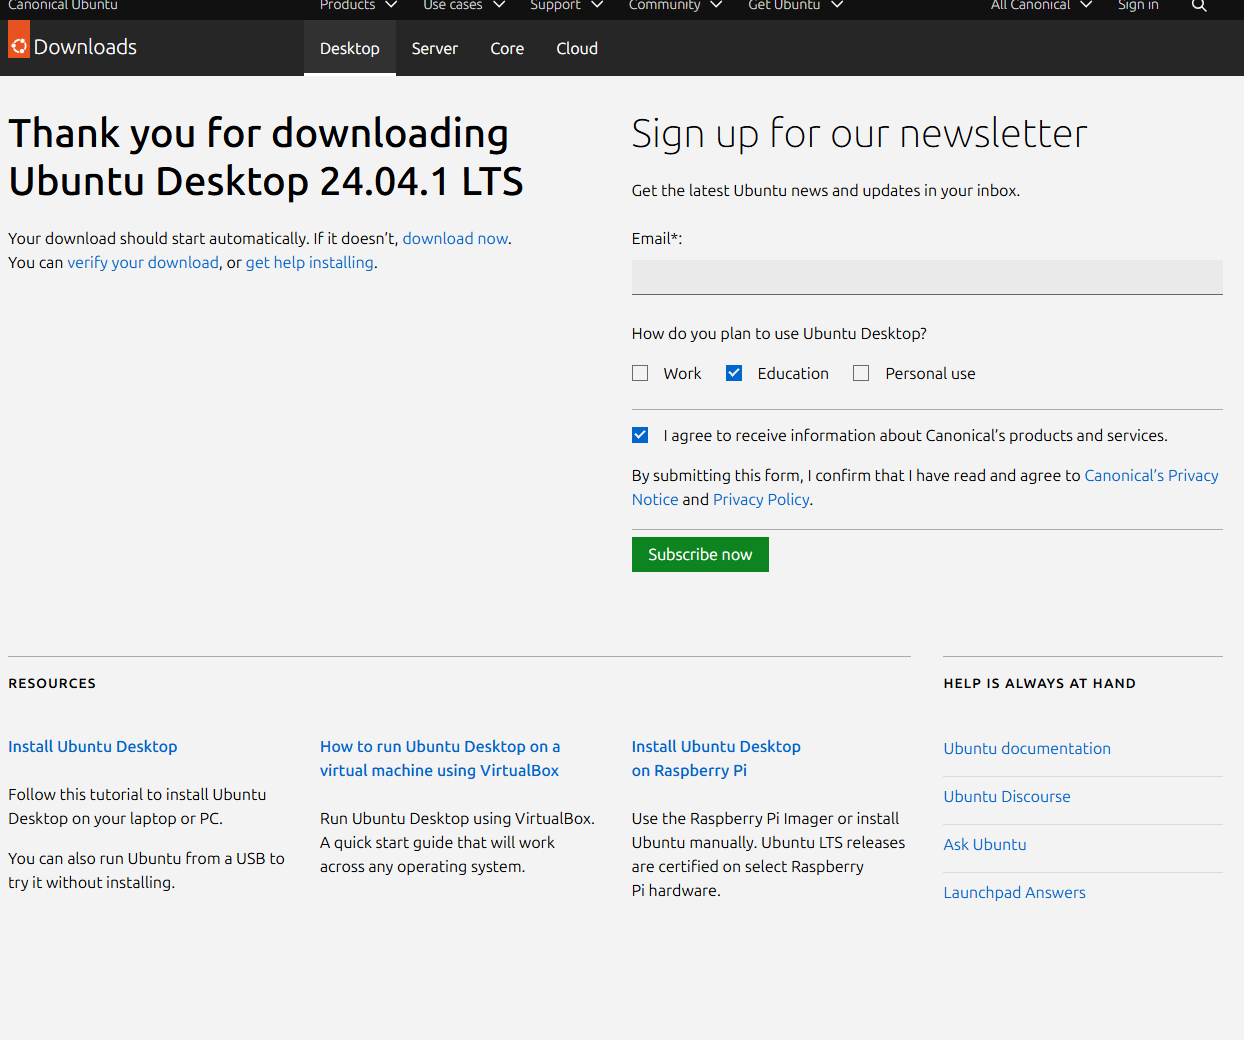 Canonical Ubuntu
Products
Use cases
Support
Community
Get Ubuntu
All Canonical
Sign in
Downloads
Desktop
Server
Core
Cloud
Thank you for downloading
Ubuntu Desktop 24.04.1 LTS
Your download should start automatically. If it doesn’t, download now.
You can verify your download, or get help installing.
Sign up for our newsletter
Get the latest Ubuntu news and updates in your inbox.
Email*:
How do you plan to use Ubuntu Desktop?
Work
Education
Personal use
I agree to receive information about Canonical’s products and services.
By submitting this form, I confirm that I have read and agree to Canonical’s Privacy
Notice and Privacy Policy.
Subscribe now
RESOURCES
Install Ubuntu Desktop
Follow this tutorial to install Ubuntu
Desktop on your laptop or PC.
You can also run Ubuntu from a USB to
try it without installing.
How to run Ubuntu Desktop on a
virtual machine using VirtualBox
Run Ubuntu Desktop using VirtualBox.
A quick start guide that will work
across any operating system.
Install Ubuntu Desktop
on Raspberry Pi
Use the Raspberry Pi Imager or install
Ubuntu manually. Ubuntu LTS releases
are certified on select Raspberry
Pi hardware.
HELP IS ALWAYS AT HAND
Ubuntu documentation
Ubuntu Discourse
Ask Ubuntu
Launchpad Answers